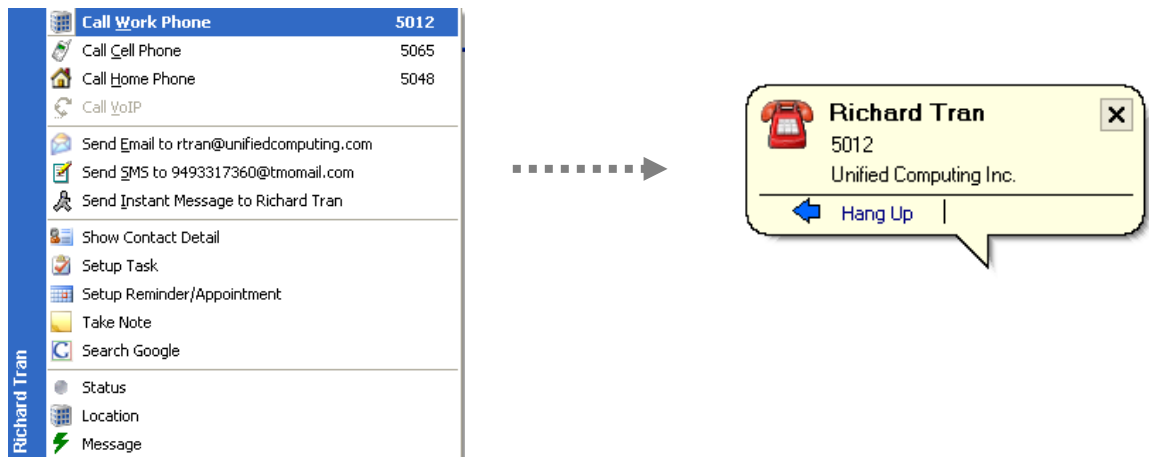 Call Work Phone 5012
Call Cell Phone 5065
Call Home Phone 5048
Call VoIP
Send Email to rtran@unifiedcomputing.com
Send SMS to 9493317360@tmomail.com
Send Instant Message to Richard Tran
Show Contact Detail
Setup Task
Setup Reminder/Appointment
Take Note
Search Google
Status
Location
Message
Richard Tran
Richard Tran
5012
Unified Computing Inc.
Hang Up